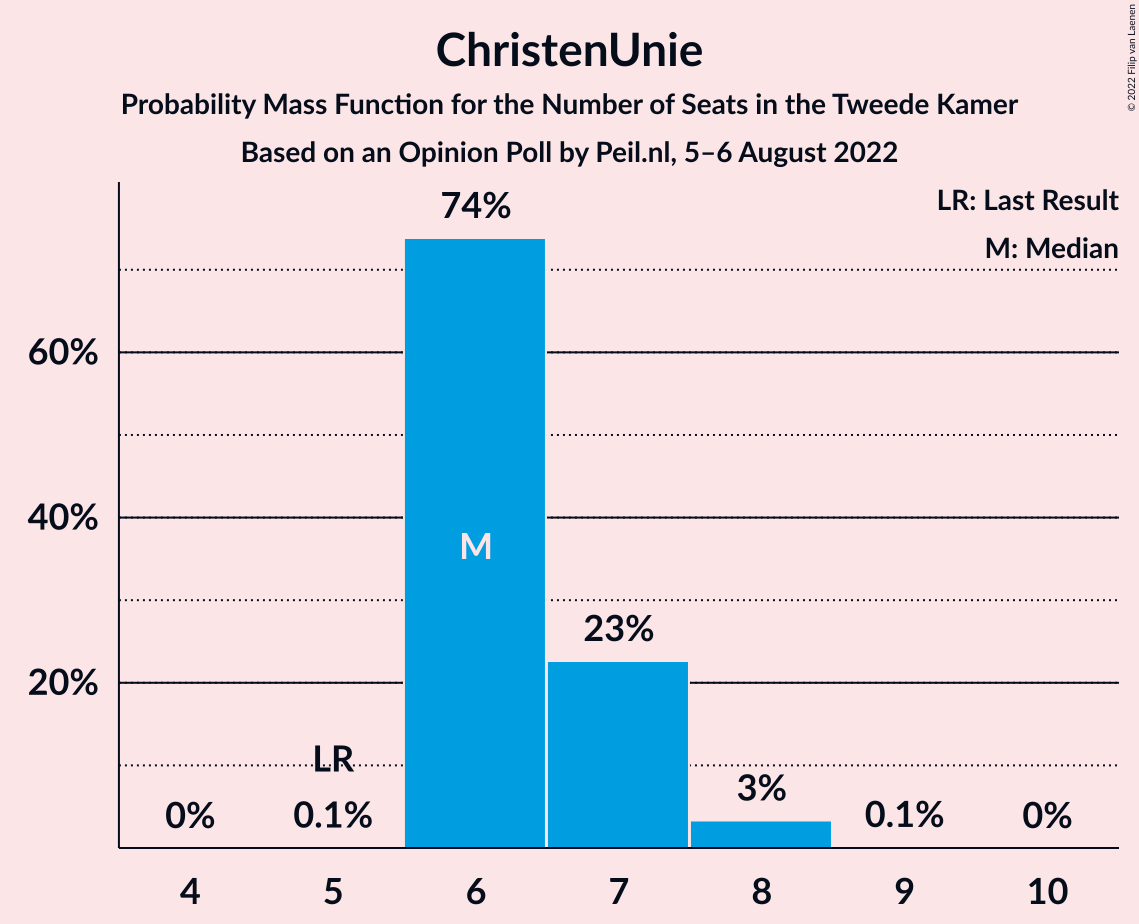 ChristenUnie
Probability Mass Function for the Number of Seats in the Tweede Kamer
Based on an Opinion Poll by Peil.nl, 5–6 August 2022
© 2022 Filip van Laenen
LR: Last Result
M: Median
74%
60%
40%
M
23%
20%
LR
3%
0%
0.1%
0.1%
0%
4
5
6
7
8
9
10